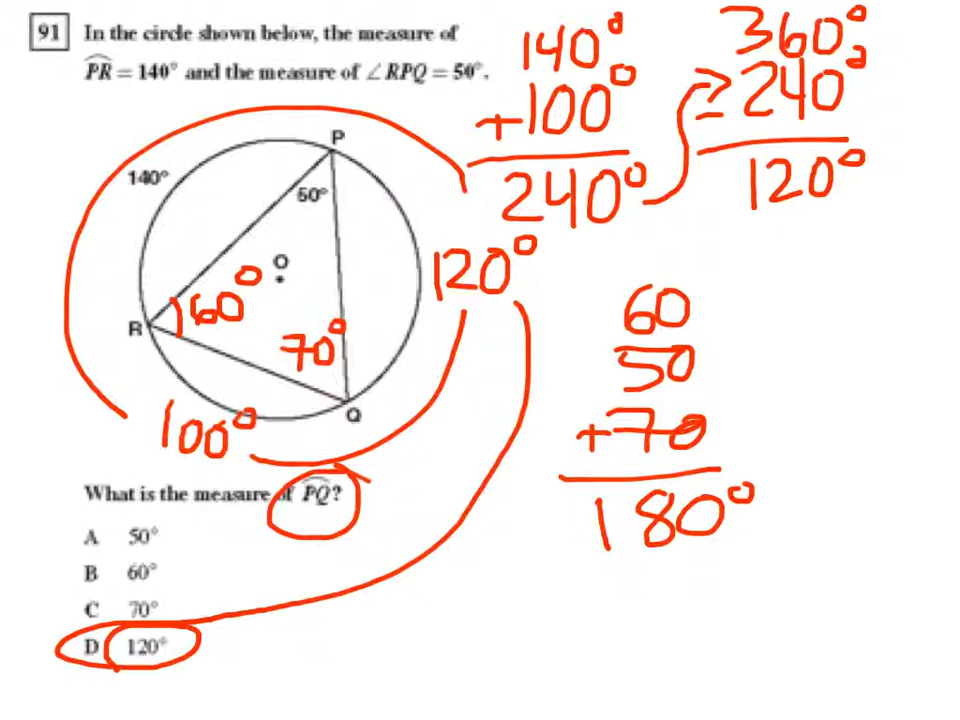 91 In the circle shown below, the measure of
PR = 140° and the measure of ∠RPQ = 50°.
140°
+100°
240°
360°
- 240°
120°
P
140°
50°
O
60°
120°
R
70°
Q
100°
60
50
+70
180°
What is the measure of PQ?
A 50°
B 60°
C 70°
D 120°